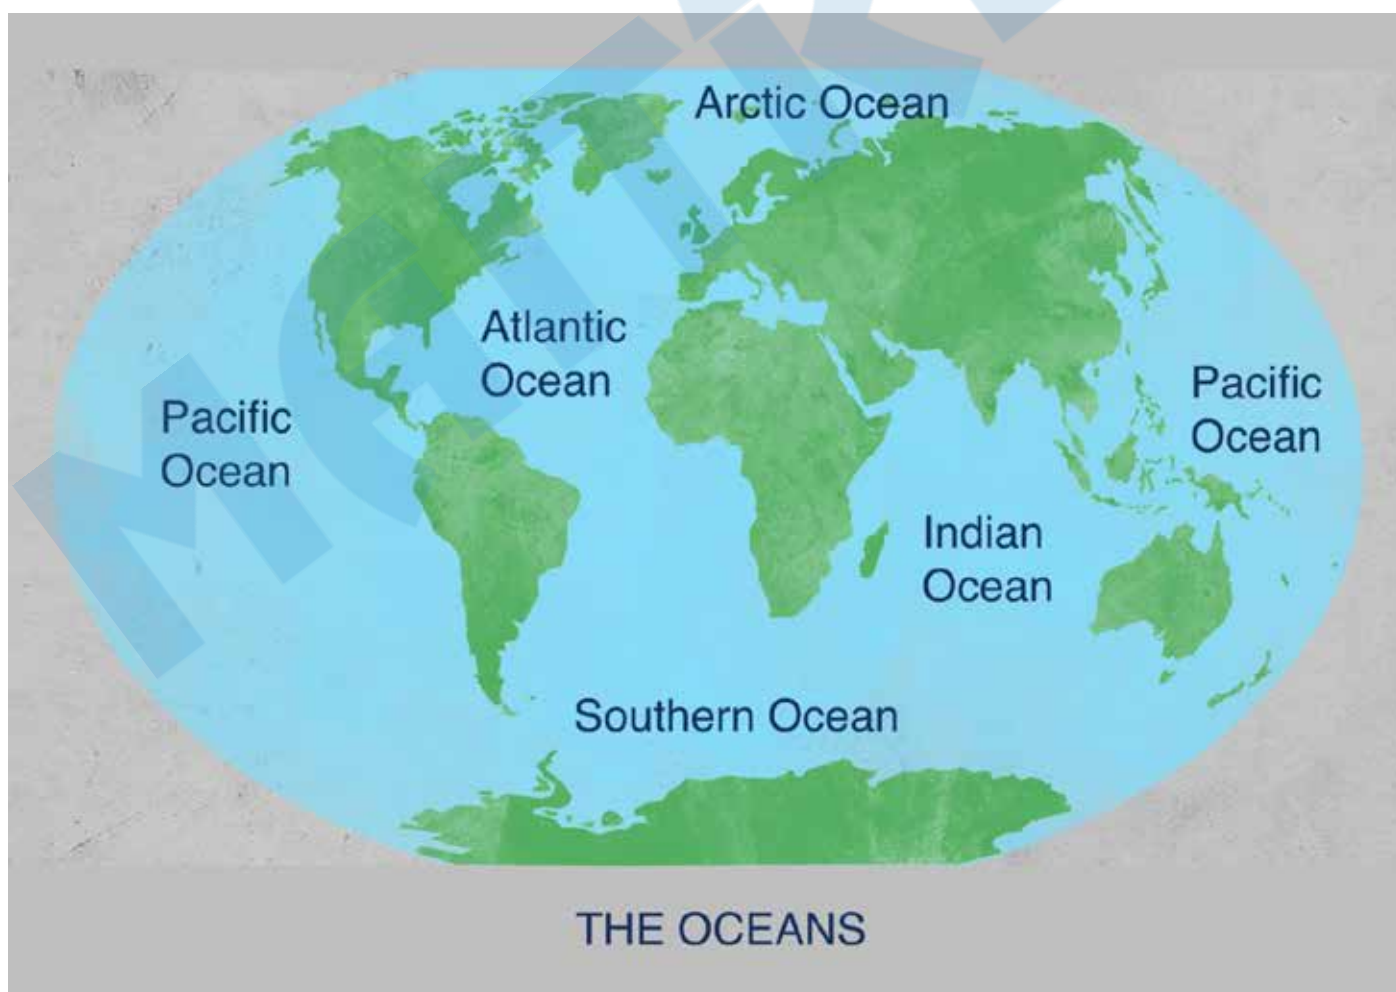 Arctic Ocean
Atlantic
Ocean
Pacific
Ocean
Pacific
Ocean
Indian
Ocean
Southern Ocean
THE OCEANS